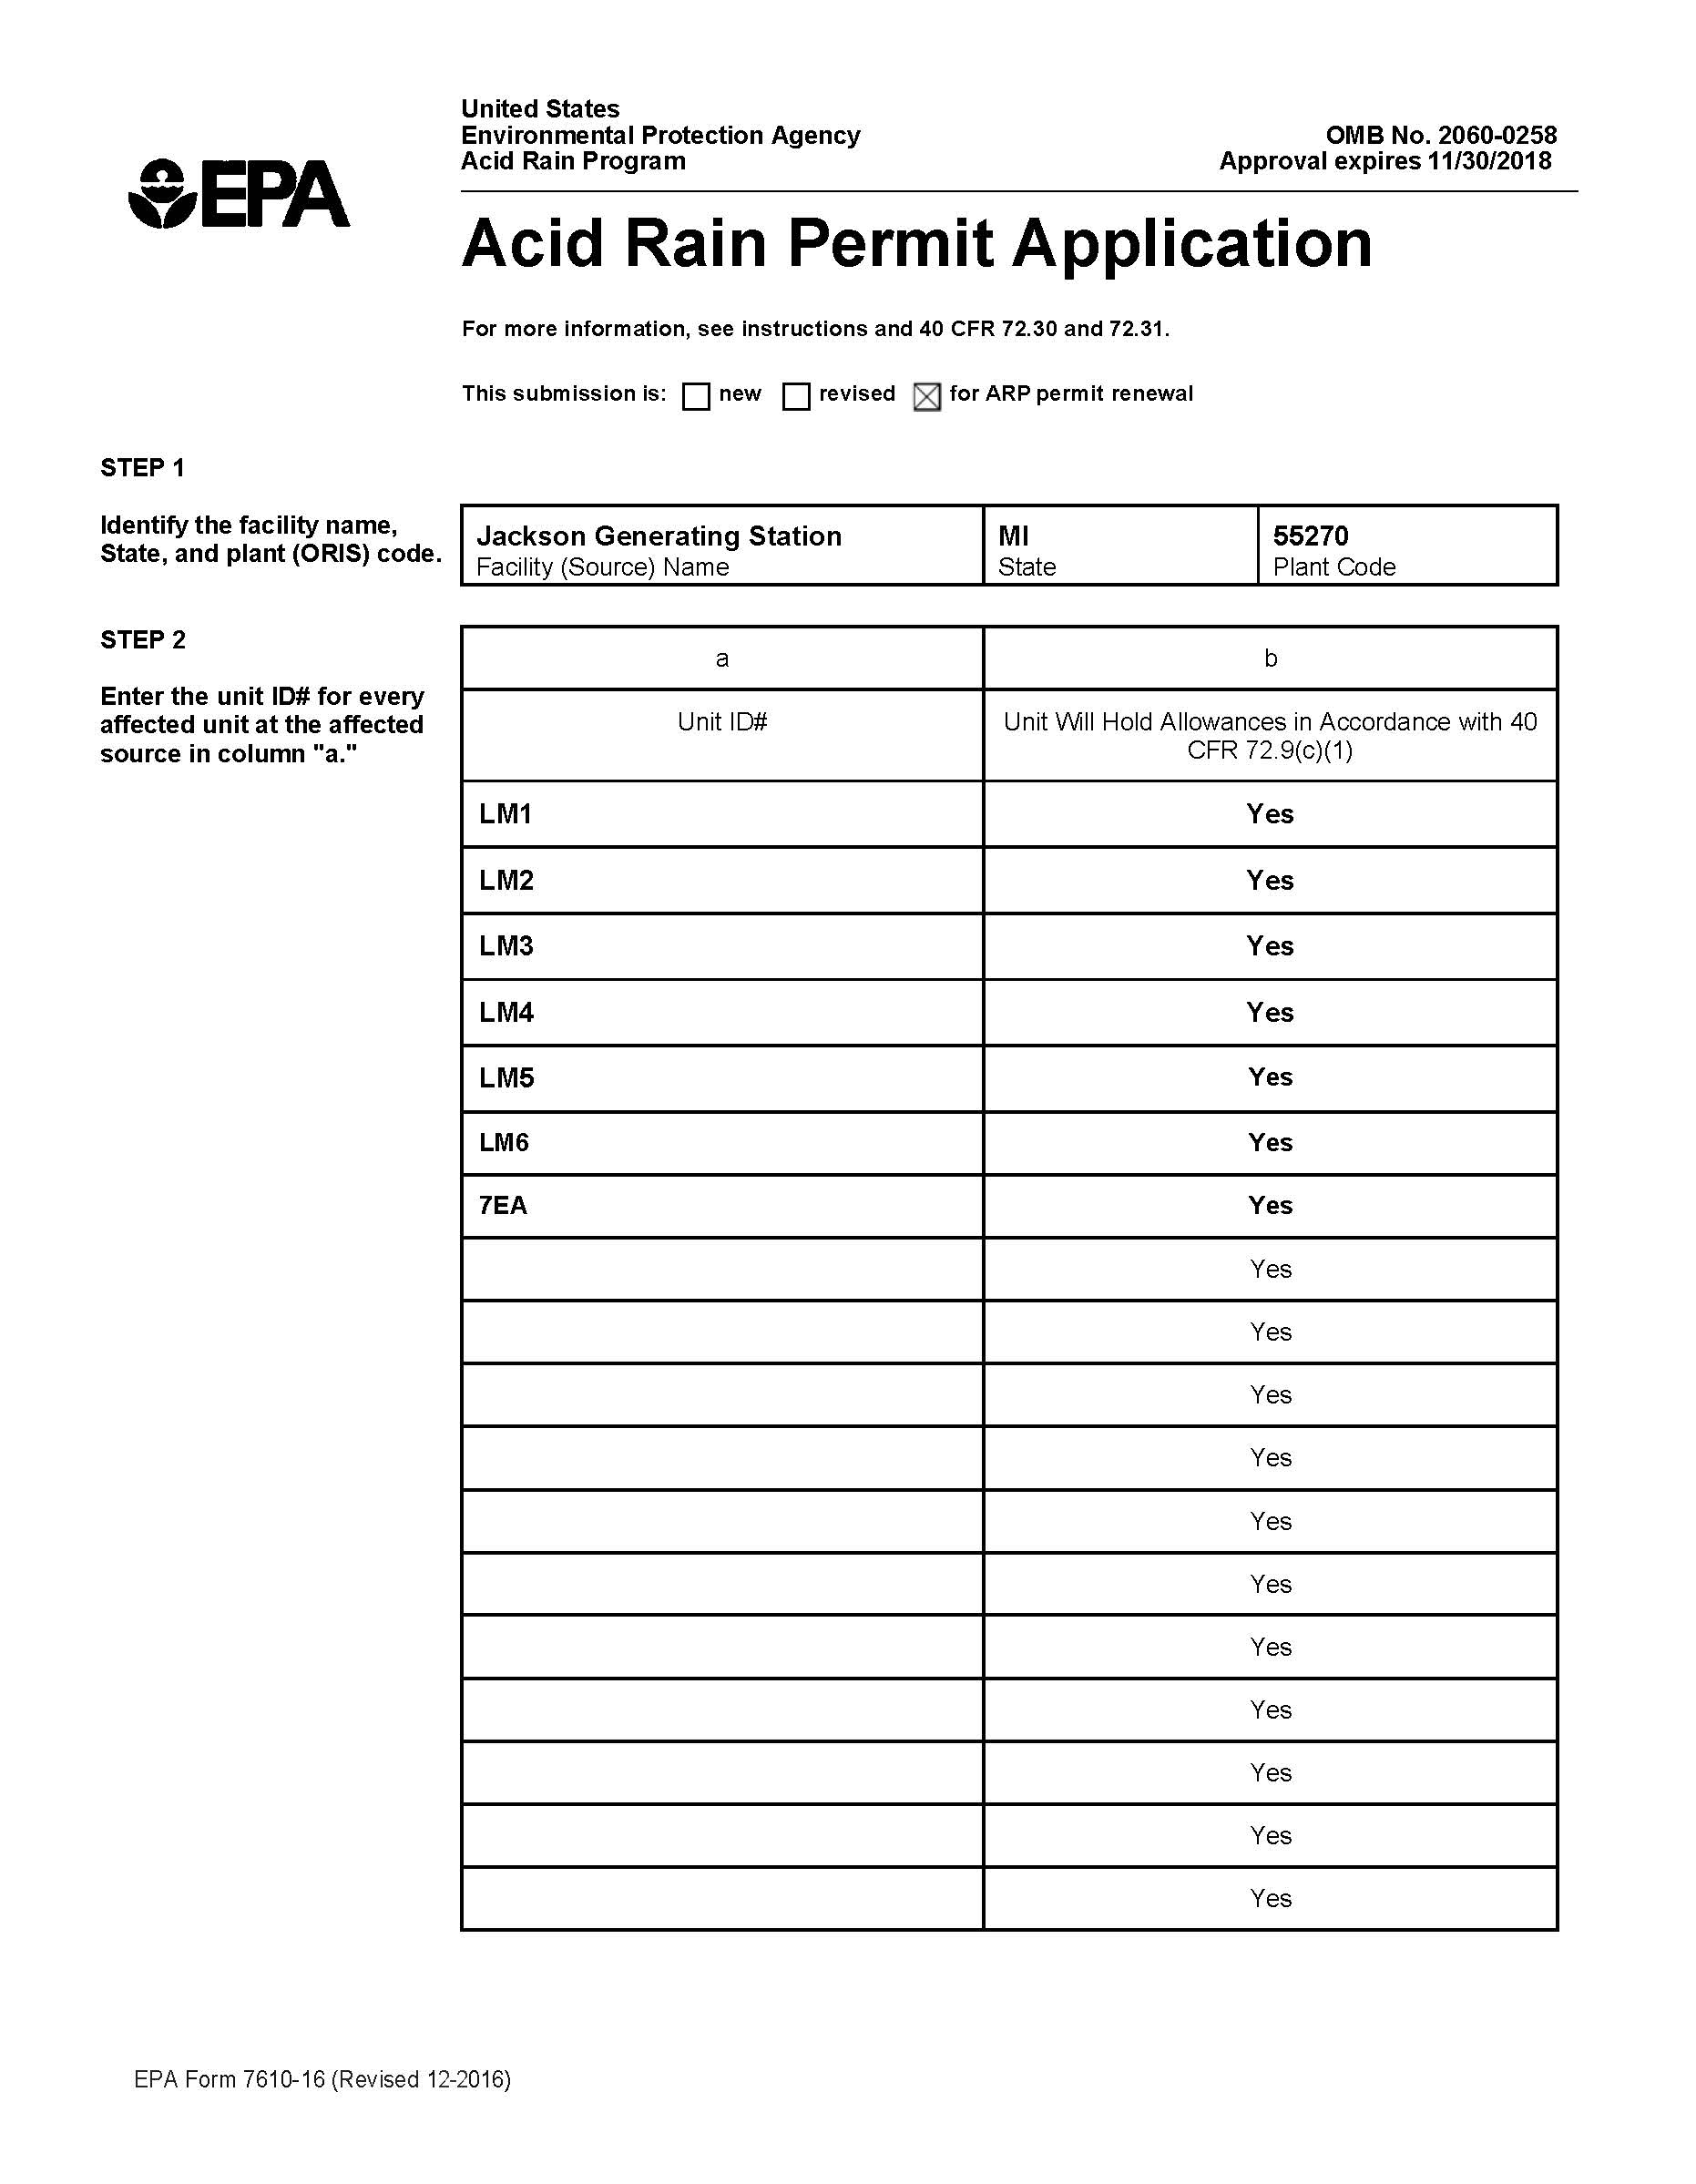 United States
Environmental Protection Agency
OMB No. 2060-0258
Acid Rain Program
Approval expires 11/30/2018
EPA
Acid Rain Permit Application
For more information, see instructions and 40 CFR 72.30 and 72.31.
This submission is: new revised for ARP permit renewal
STEP 1
Identify the facility name,
State, and plant (ORIS) code.
Jackson Generating Station
Facility (Source) Name
MI
State
55270
Plant Code
STEP 2
Enter the unit ID# for every
affected unit at the affected
source in column "a."
a b
Unit ID#
Unit Will Hold Allowances in Accordance with 40
CFR 72.9(c)(1)
LM1 Yes
LM2 Yes
LM3 Yes
LM4 Yes
LM5 Yes
LM6 Yes
7EA Yes
Yes
Yes
Yes
Yes
Yes
Yes
Yes
Yes
Yes
Yes
Yes
EPA Form 7610-16 (Revised 12-2016)